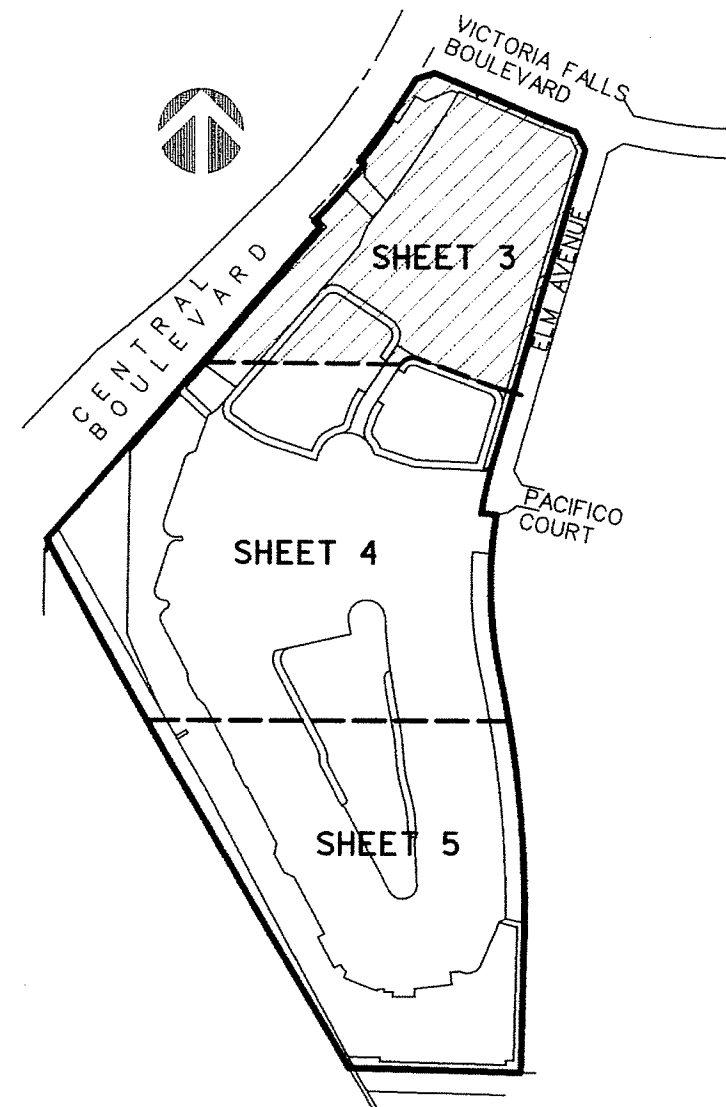 VICTORIA FALLS
BOULEVARD
SHEET 3
ELM AVENUE
CENTRAL
BOULEVARD
PACIFICO
COURT
SHEET 4
SHEET 5